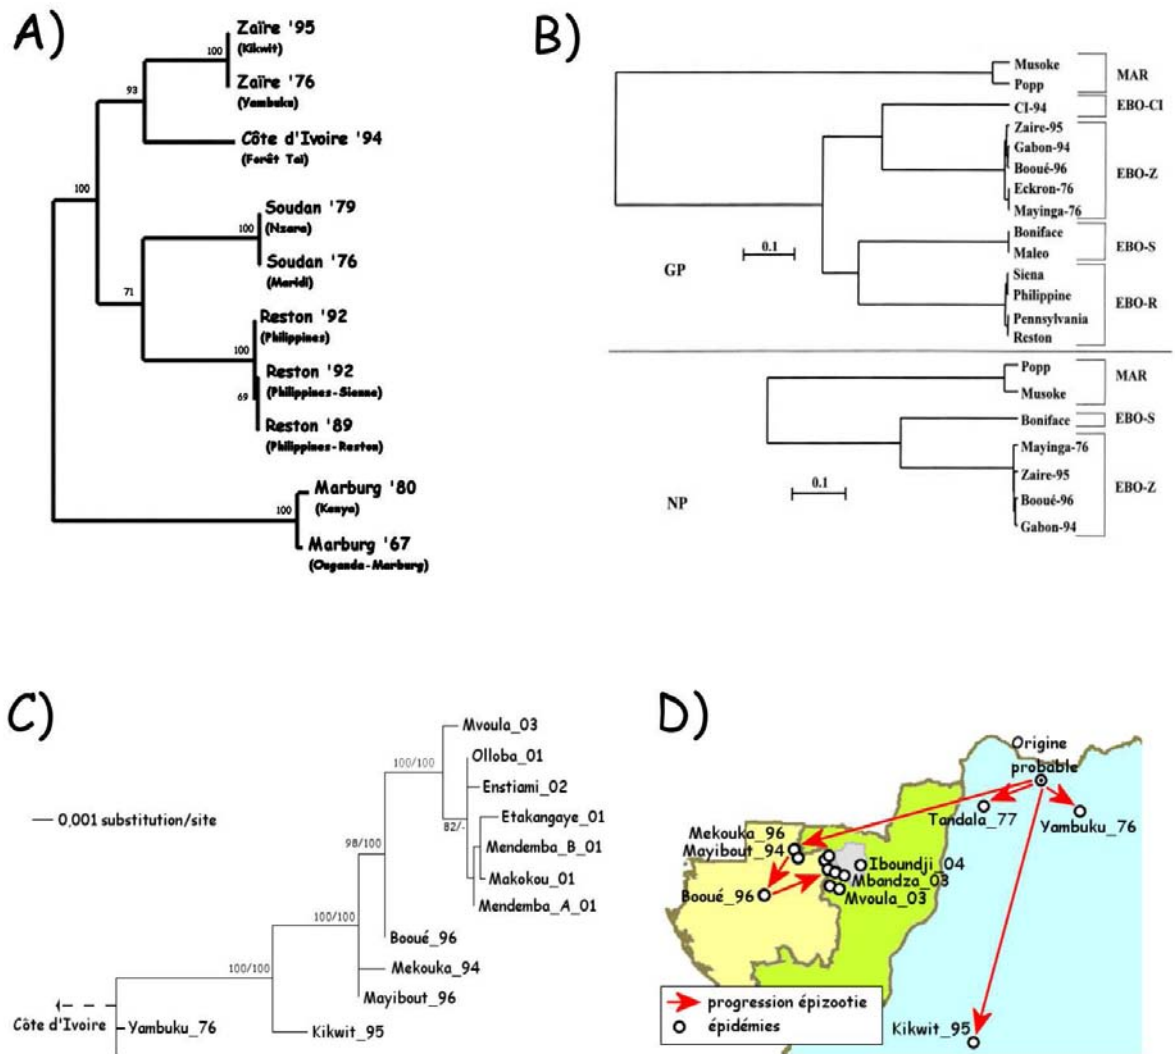 A)
Zaïre '95
(Kikwit)
100
Zaïre '76
(Yambuku)
93
Côte d'Ivoire '94
(Forêt Taï)
100
Soudan '79
(Nzara)
100
Soudan '76
(Maridi)
71
Reston '92
(Philippines)
100
Reston '92
(Philippines-Sienne)
69
Reston '89
(Philippines-Reston)
Marburg '80
(Kenya)
100
Marburg '67
(Ouganda-Marburg)
B)
Musoke
Popp
MAR
CI-94
EBO-CI
Zaire-95
Gabon-94
Booué-96
Eckron-76
Mayinga-76
EBO-Z
Boniface
Maleo
EBO-S
Siena
Philippine
Pennsylvania
Reston
EBO-R
0.1
GP
Popp
Musoke
MAR
Boniface
EBO-S
Mayinga-76
Zaire-95
Booué-96
Gabon-94
EBO-Z
0.1
NP
C)
0,001 substitution/site
Mvoula_03
100/100
Olloba_01
Enstiami_02
Etakangaye_01
82/-
Mendemba_B_01
98/100
Makokou_01
Mendemba_A_01
100/100
Booué_96
100/100
Mekouka_94
Mayibout_96
Côte d'Ivoire
Yambuku_76
Kikwit_95
D)
Origine
probable
Tandala_77
Yambuku_76
Mekouka_96
Mayibout_94
Iboundji_04
Mbandza_03
Booué_96
Mvoula_03
progression épizootie
épidémies
Kikwit_95